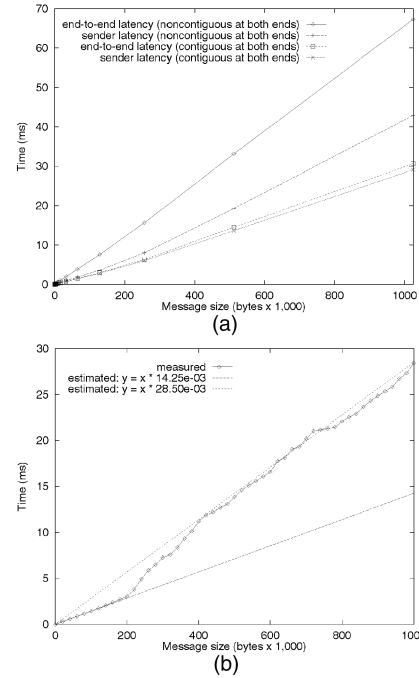 70
60
50
40
30
20
10
0
Time (ms)
end-to-end latency (noncontiguous at both ends)
sender latency (noncontiguous at both ends)
end-to-end latency (contiguous at both ends)
sender latency (contiguous at both ends)
0 200 400 600 800 1000
Message size (bytes x 1,000)
(a)
30
25
20
15
10
5
0
Time (ms)
measured
estimated: y = x * 14.25e-03
estimated: y = x * 28.50e-03
0 200 400 600 800 1000
Message size (bytes x 1,000)
(b)